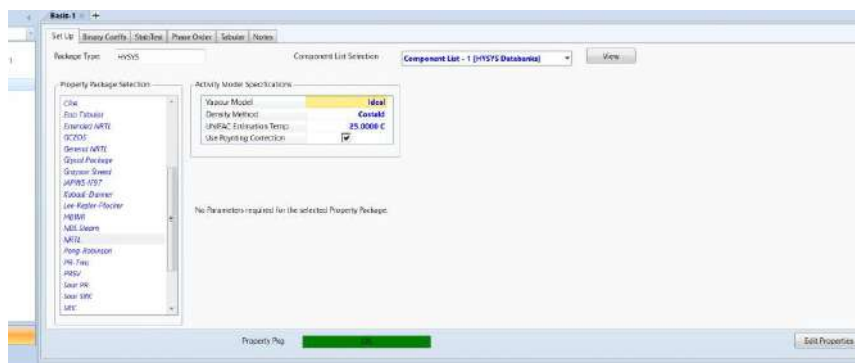 Basis-1 +
Set Up Binary Coeffs StabTest Phase Order Tabular Notes
Package Type: HYSYS Component List Selection Component List - 1 [HYSYS Databanks] View
Property Package Selection Activity Model Specifications
Vapour Model Ideal
Density Method Costald
UNIFAC Estimation Temp 25.0000 C
Use Poynting Correction
Esso Tabular
Extended NRTL
GCEOS
General NRTL
Glycol Package
Grayson Streed
IAPWS-IF97
Kabadi-Danner
Lee-Kesler-Plocker
MBWR
NBS Steam
NRTL
Peng-Robinson
PR-Twu
PRSV
Sour PR
Sour SRK
SRK
No Parameters required for the selected Property Package.
Property Pkg OK
Edit Properties